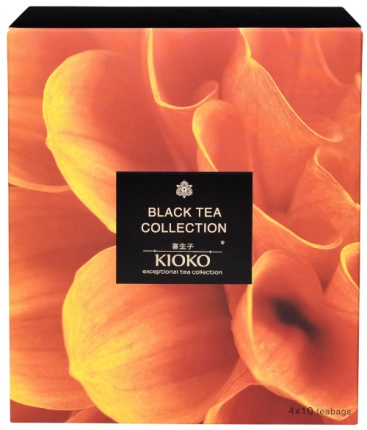 BLACK TEA
COLLECTION
喜生子
KIOKO®
exceptional tea collection
4x10 teabags